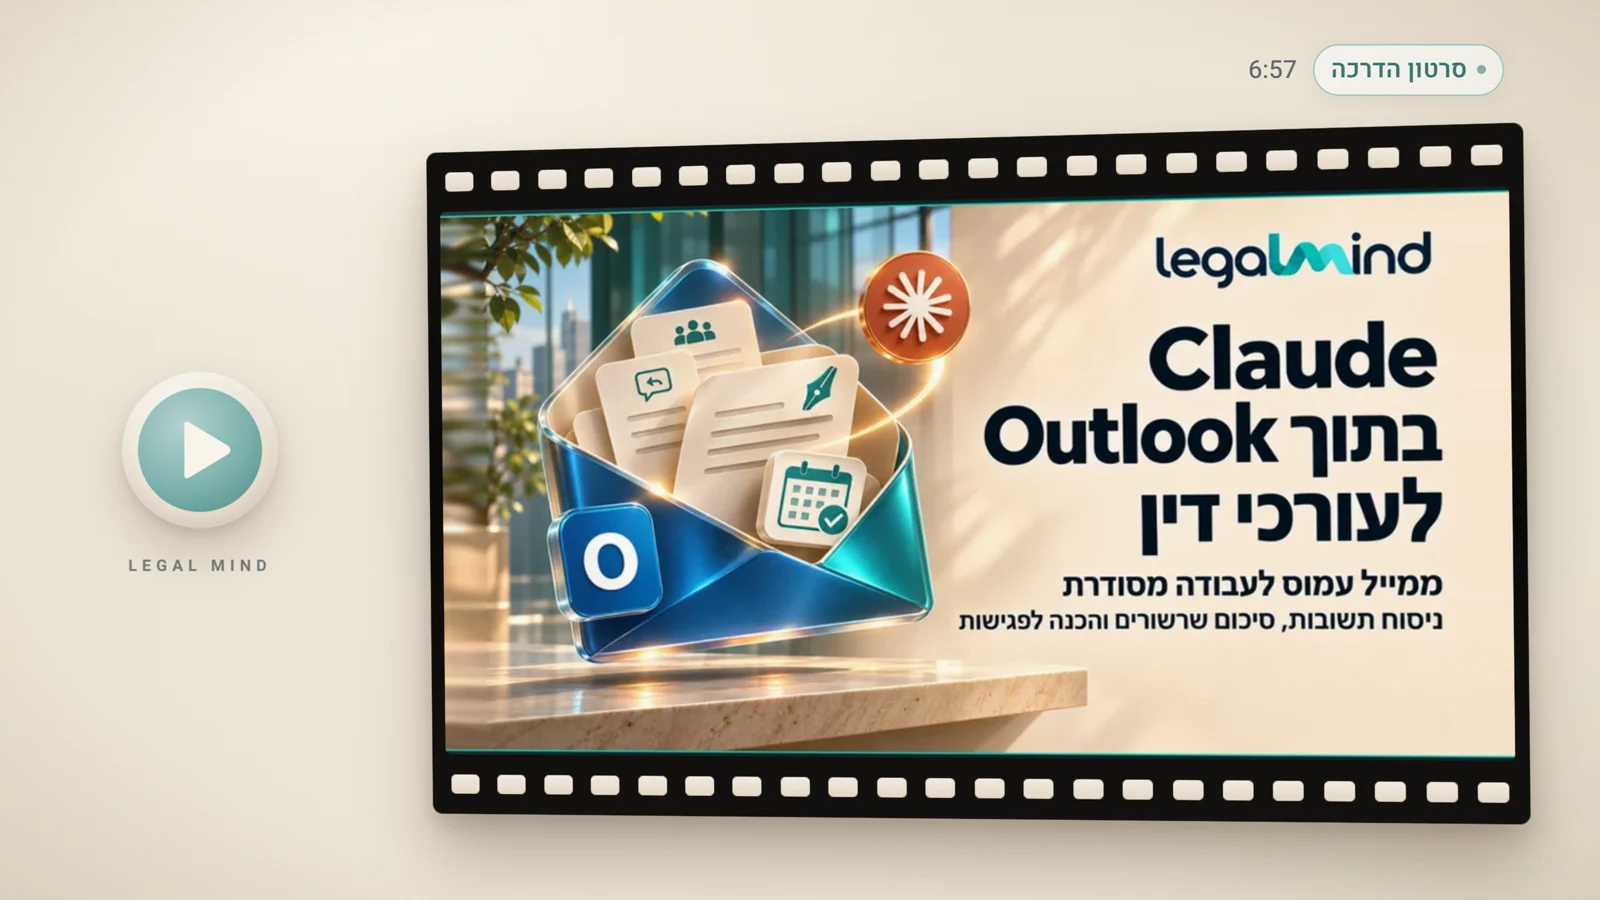 סרטון הדרכה 6:57
legalmind
Claude
בתוך Outlook
לעורכי דין
ממייל עמוס לעבודה מסודרת
ניסוח תשובות, סיכום שרשורים והכנה לפגישות
O
LEGAL MIND